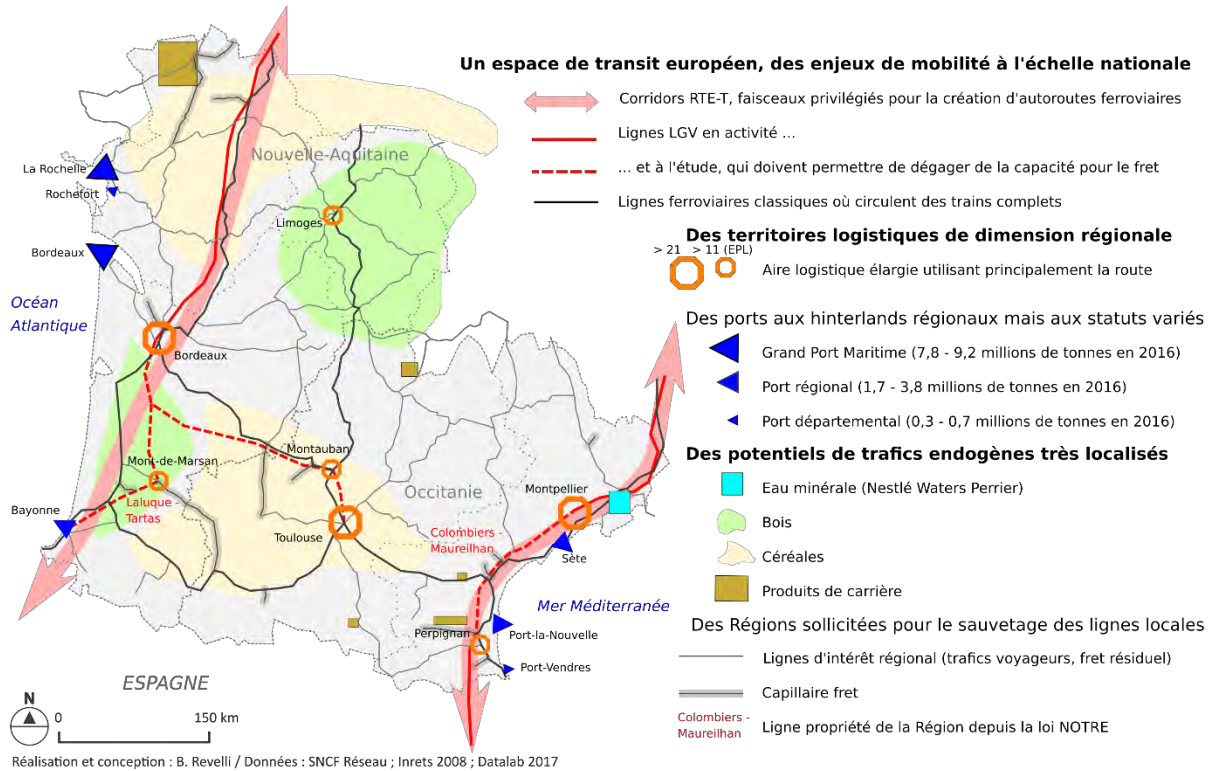 Un espace de transit européen, des enjeux de mobilité à l'échelle nationale
Corridors RTE-T, faisceaux privilégiés pour la création d'autoroutes ferroviaires
Lignes LGV en activité ...
... et à l'étude, qui doivent permettre de dégager de la capacité pour le fret
Lignes ferroviaires classiques où circulent des trains complets
Des territoires logistiques de dimension régionale
> 21 > 11 (EPL)
Aire logistique élargie utilisant principalement la route
Des ports aux hinterlands régionaux mais aux statuts variés
Grand Port Maritime (7,8 - 9,2 millions de tonnes en 2016)
Port régional (1,7 - 3,8 millions de tonnes en 2016)
Port départemental (0,3 - 0,7 millions de tonnes en 2016)
Des potentiels de trafics endogènes très localisés
Eau minérale (Nestlé Waters Perrier)
Bois
Céréales
Produits de carrière
Des Régions sollicitées pour le sauvetage des lignes locales
Lignes d'intérêt régional (trafics voyageurs, fret résiduel)
Capillaire fret
Colombiers -
Maureilhan
Ligne propriété de la Région depuis la loi NOTRE
Nouvelle-Aquitaine
La Rochelle
Rochefort
Limoges
Bordeaux
Océan
Atlantique
Bordeaux
Montauban
Mont-de-Marsan
Occitanie
Montpellier
Laluque
Tartas
Bayonne
Toulouse
Colombiers -
Maureilhan
Sète
Mer Méditerranée
Perpignan
Port-la-Nouvelle
Port-Vendres
ESPAGNE
N
0 150 km
Réalisation et conception : B. Revelli / Données : SNCF Réseau ; Inrets 2008 ; Datalab 2017